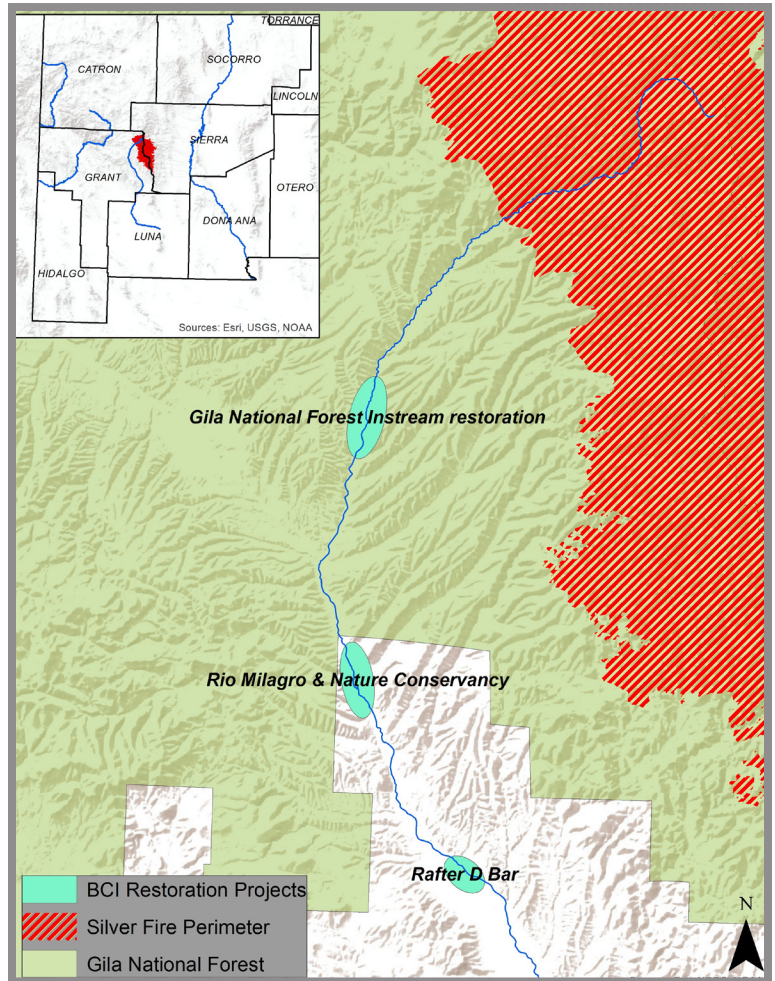 TORRANCE
SOCORRO
CATRON
LINCOLN
SIERRA
GRANT
OTERO
DONA ANA
LUNA
HIDALGO
Sources: Esri, USGS, NOAA
Gila National Forest Instream restoration
Rio Milagro & Nature Conservancy
Rafter D Bar
BCI Restoration Projects
Silver Fire Perimeter
Gila National Forest
N